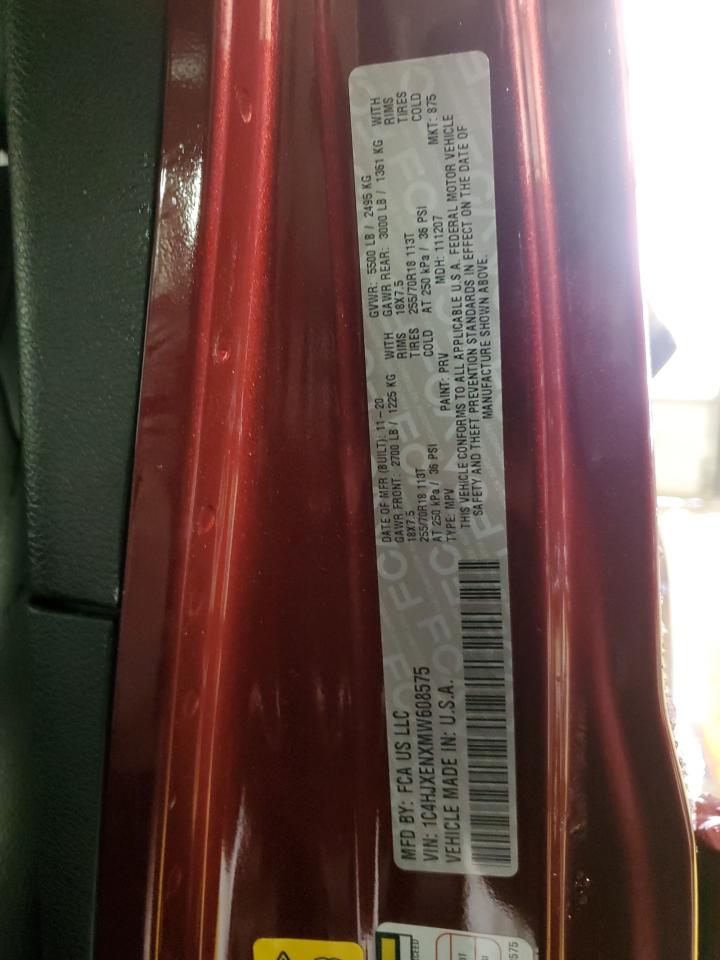 MFD BY: FCA US LLC
VIN: 1C4HJXENXMW608575
VEHICLE MADE IN: U.S.A.
DATE OF MFR (BUILT): 11-20 GVWR: 5500 LB / 2495 KG
GAWR FRONT: 2700 LB / 1225 KG WITH GAWR REAR: 3000 LB / 1361 KG WITH
18X7.5 RIMS 18X7.5 RIMS
255/70R18 113T TIRES 255/70R18 113T TIRES
AT 250 kPa / 36 PSI COLD AT 250 kPa / 36 PSI COLD
TYPE: MPV PAINT: PRV MDH: 111207 MKT: 875
THIS VEHICLE CONFORMS TO ALL APPLICABLE U.S.A. FEDERAL MOTOR VEHICLE
SAFETY AND THEFT PREVENTION STANDARDS IN EFFECT ON THE DATE OF
MANUFACTURE SHOWN ABOVE.
8575